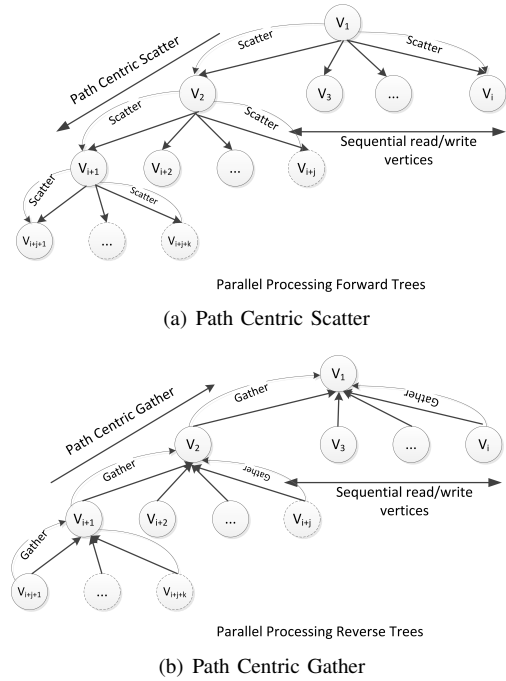 V1
Scatter
Scatter
Path Centric Scatter
V2
V3
...
Vi
Scatter
Scatter
Sequential read/write
vertices
Vi+1
Vi+2
...
Vi+j
Scatter
Scatter
Vi+j+1
...
Vi+j+k
Parallel Processing Forward Trees
(a) Path Centric Scatter
V1
Gather
Gather
Path Centric Gather
V2
V3
...
Vi
Gather
Gather
Sequential read/write
vertices
Vi+1
Vi+2
...
Vi+j
Gather
Vi+j+1
...
Vi+j+k
Parallel Processing Reverse Trees
(b) Path Centric Gather